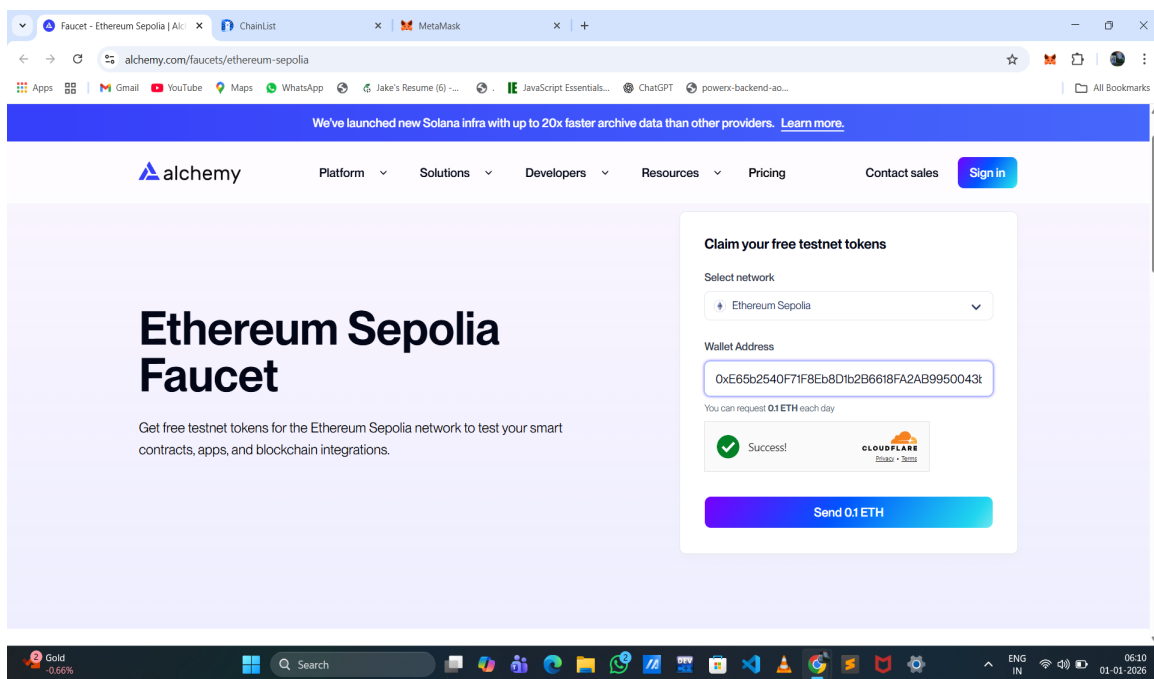 Faucet - Ethereum Sepolia | Alc
ChainList
MetaMask
alchemy.com/faucets/ethereum-sepolia
Apps
Gmail
YouTube
Maps
WhatsApp
Jake's Resume (6) -...
.
JavaScript Essentials...
ChatGPT
powerx-backend-ao...
All Bookmarks
We've launched new Solana infra with up to 20x faster archive data than other providers. Learn more.
alchemy
Platform
Solutions
Developers
Resources
Pricing
Contact sales
Sign in
Ethereum Sepolia
Faucet
Get free testnet tokens for the Ethereum Sepolia network to test your smart
contracts, apps, and blockchain integrations.
Claim your free testnet tokens
Select network
Ethereum Sepolia
Wallet Address
0xE65b2540F71F8Eb8D1b2B6618FA2AB9950043b
You can request 0.1 ETH each day
Success!
CLOUDFLARE
Privacy • Terms
Send 0.1 ETH
2
Gold
-0.66%
Search
2
DEV
ENG
IN
06:10
01-01-2026